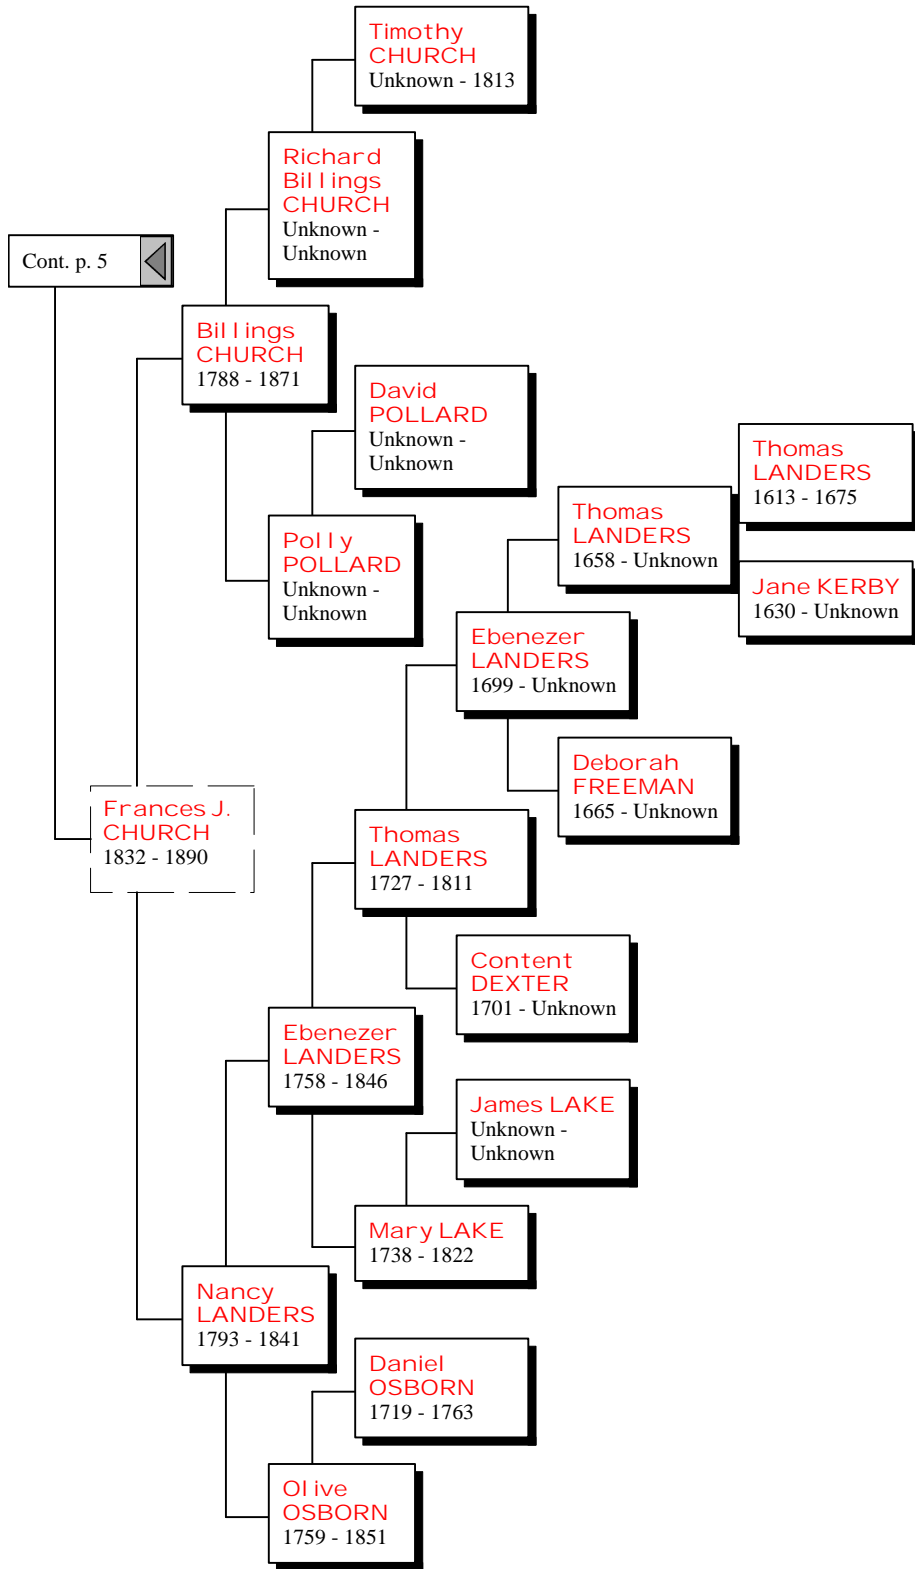 Timothy
CHURCH
Unknown - 1813
Richard
Billings
CHURCH
Unknown -
Unknown
Cont. p. 5
Billings
CHURCH
1788 - 1871
David
POLLARD
Unknown -
Unknown
Thomas
LANDERS
1613 - 1675
Thomas
LANDERS
1658 - Unknown
Polly
POLLARD
Unknown -
Unknown
Jane KERBY
1630 - Unknown
Ebenezer
LANDERS
1699 - Unknown
Deborah
FREEMAN
1665 - Unknown
Frances J.
CHURCH
1832 - 1890
Thomas
LANDERS
1727 - 1811
Content
DEXTER
1701 - Unknown
Ebenezer
LANDERS
1758 - 1846
James LAKE
Unknown -
Unknown
Mary LAKE
1738 - 1822
Nancy
LANDERS
1793 - 1841
Daniel
OSBORN
1719 - 1763
Olive
OSBORN
1759 - 1851